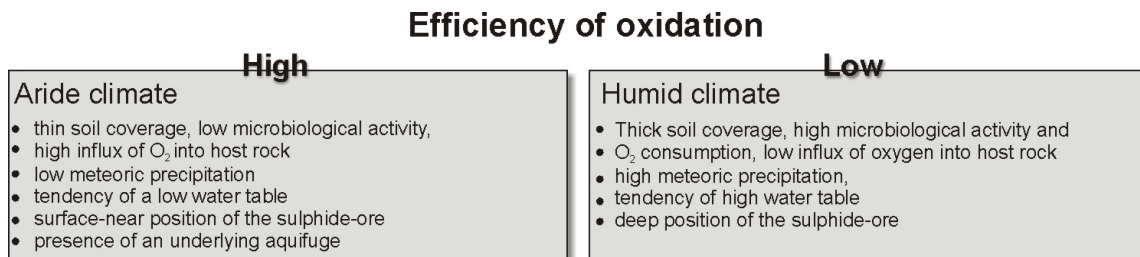 Efficiency of oxidation
High
Aride climate
• thin soil coverage, low microbiological activity,
• high influx of O₂ into host rock
• low meteoric precipitation
• tendency of a low water table
• surface-near position of the sulphide-ore
• presence of an underlying aquifuge
Low
Humid climate
• Thick soil coverage, high microbiological activity and
• O₂ consumption, low influx of oxygen into host rock
• high meteoric precipitation,
• tendency of high water table
• deep position of the sulphide-ore